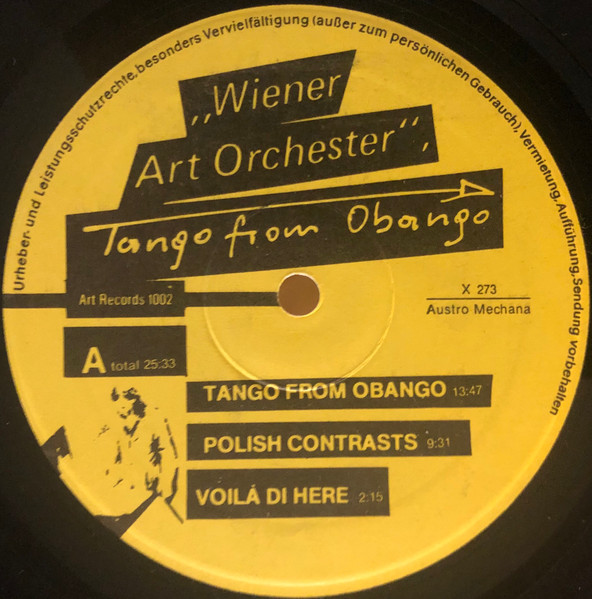 Urheber- und Leistungsschutzrechte, besonders Vervielfältigung (außer zum persönlichen Gebrauch), Vermietung, Aufführung, Sendung vorbehalten
„Wiener
Art Orchester“,
Tango from Obango
Art Records 1002
X 273
Austro Mechana
A total 25:33
TANGO FROM OBANGO 13:47
POLISH CONTRASTS 9:31
VOILÁ DI HERE 2:15